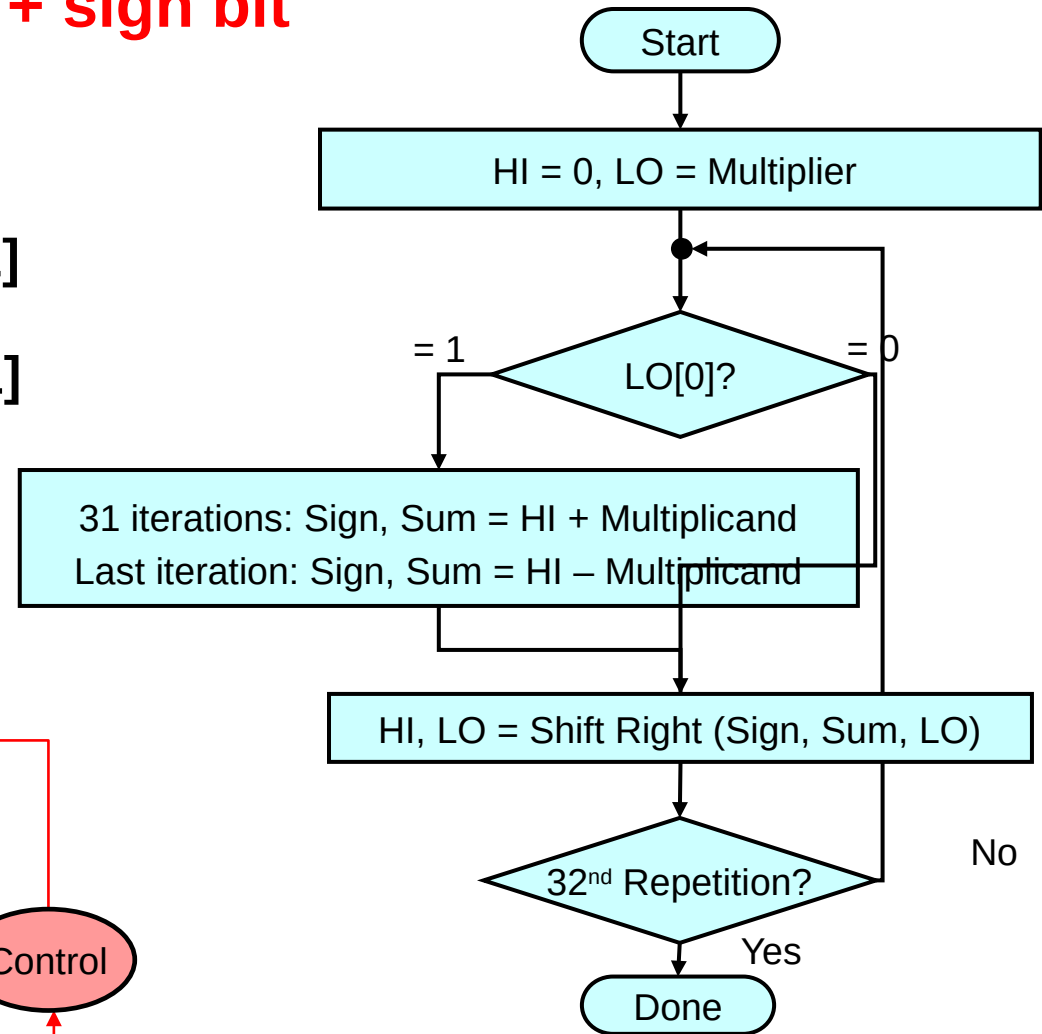 + sign bit
Start
HI = 0, LO = Multiplier
]
= 1
= 0
LO[0]?
]
31 iterations: Sign, Sum = HI + Multiplicand
Last iteration: Sign, Sum = HI – Multiplicand
HI, LO = Shift Right (Sign, Sum, LO)
No
32nd Repetition?
Yes
Control
Done